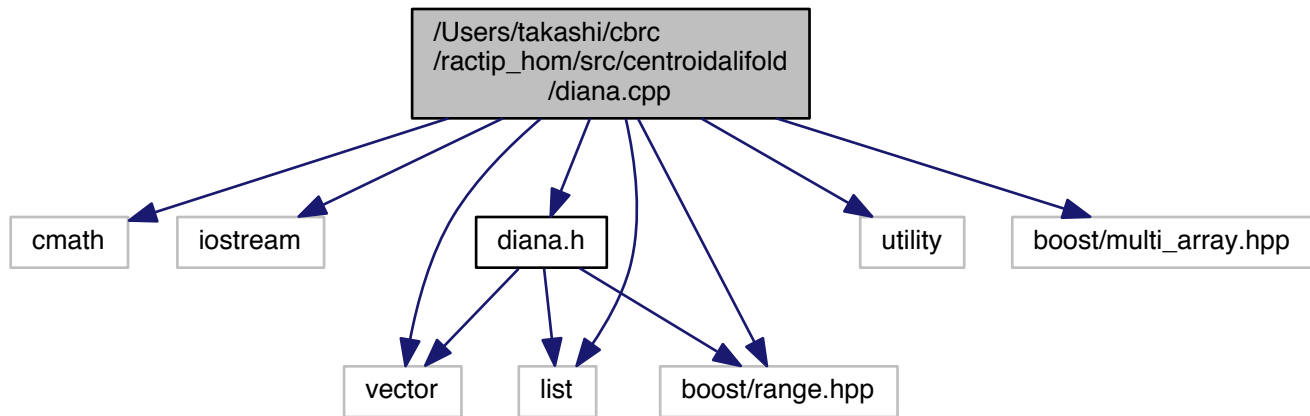 /Users/takashi/cbrc
/ractip_hom/src/centroidalifold
/diana.cpp
cmath
iostream
diana.h
utility
boost/multi_array.hpp
vector
list
boost/range.hpp